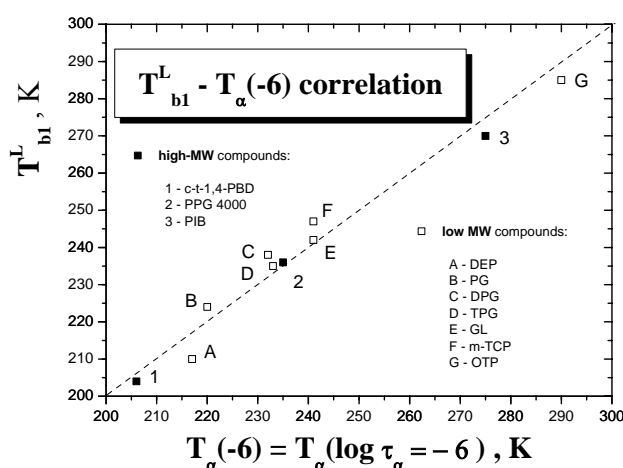 T^L_b1 - T_α(-6) correlation
T^L_b1 , K
300
290
280
270
260
250
240
230
220
210
200
high-MW compounds:
1 - c-t-1,4-PBD
2 - PPG 4000
3 - PIB
G
3
F
E
C
D
2
B
A
1
low MW compounds:
A - DEP
B - PG
C - DPG
D - TPG
E - GL
F - m-TCP
G - OTP
200 210 220 230 240 250 260 270 280 290 300
T_α(-6) = T_α(log τ_α = – 6 ) , K